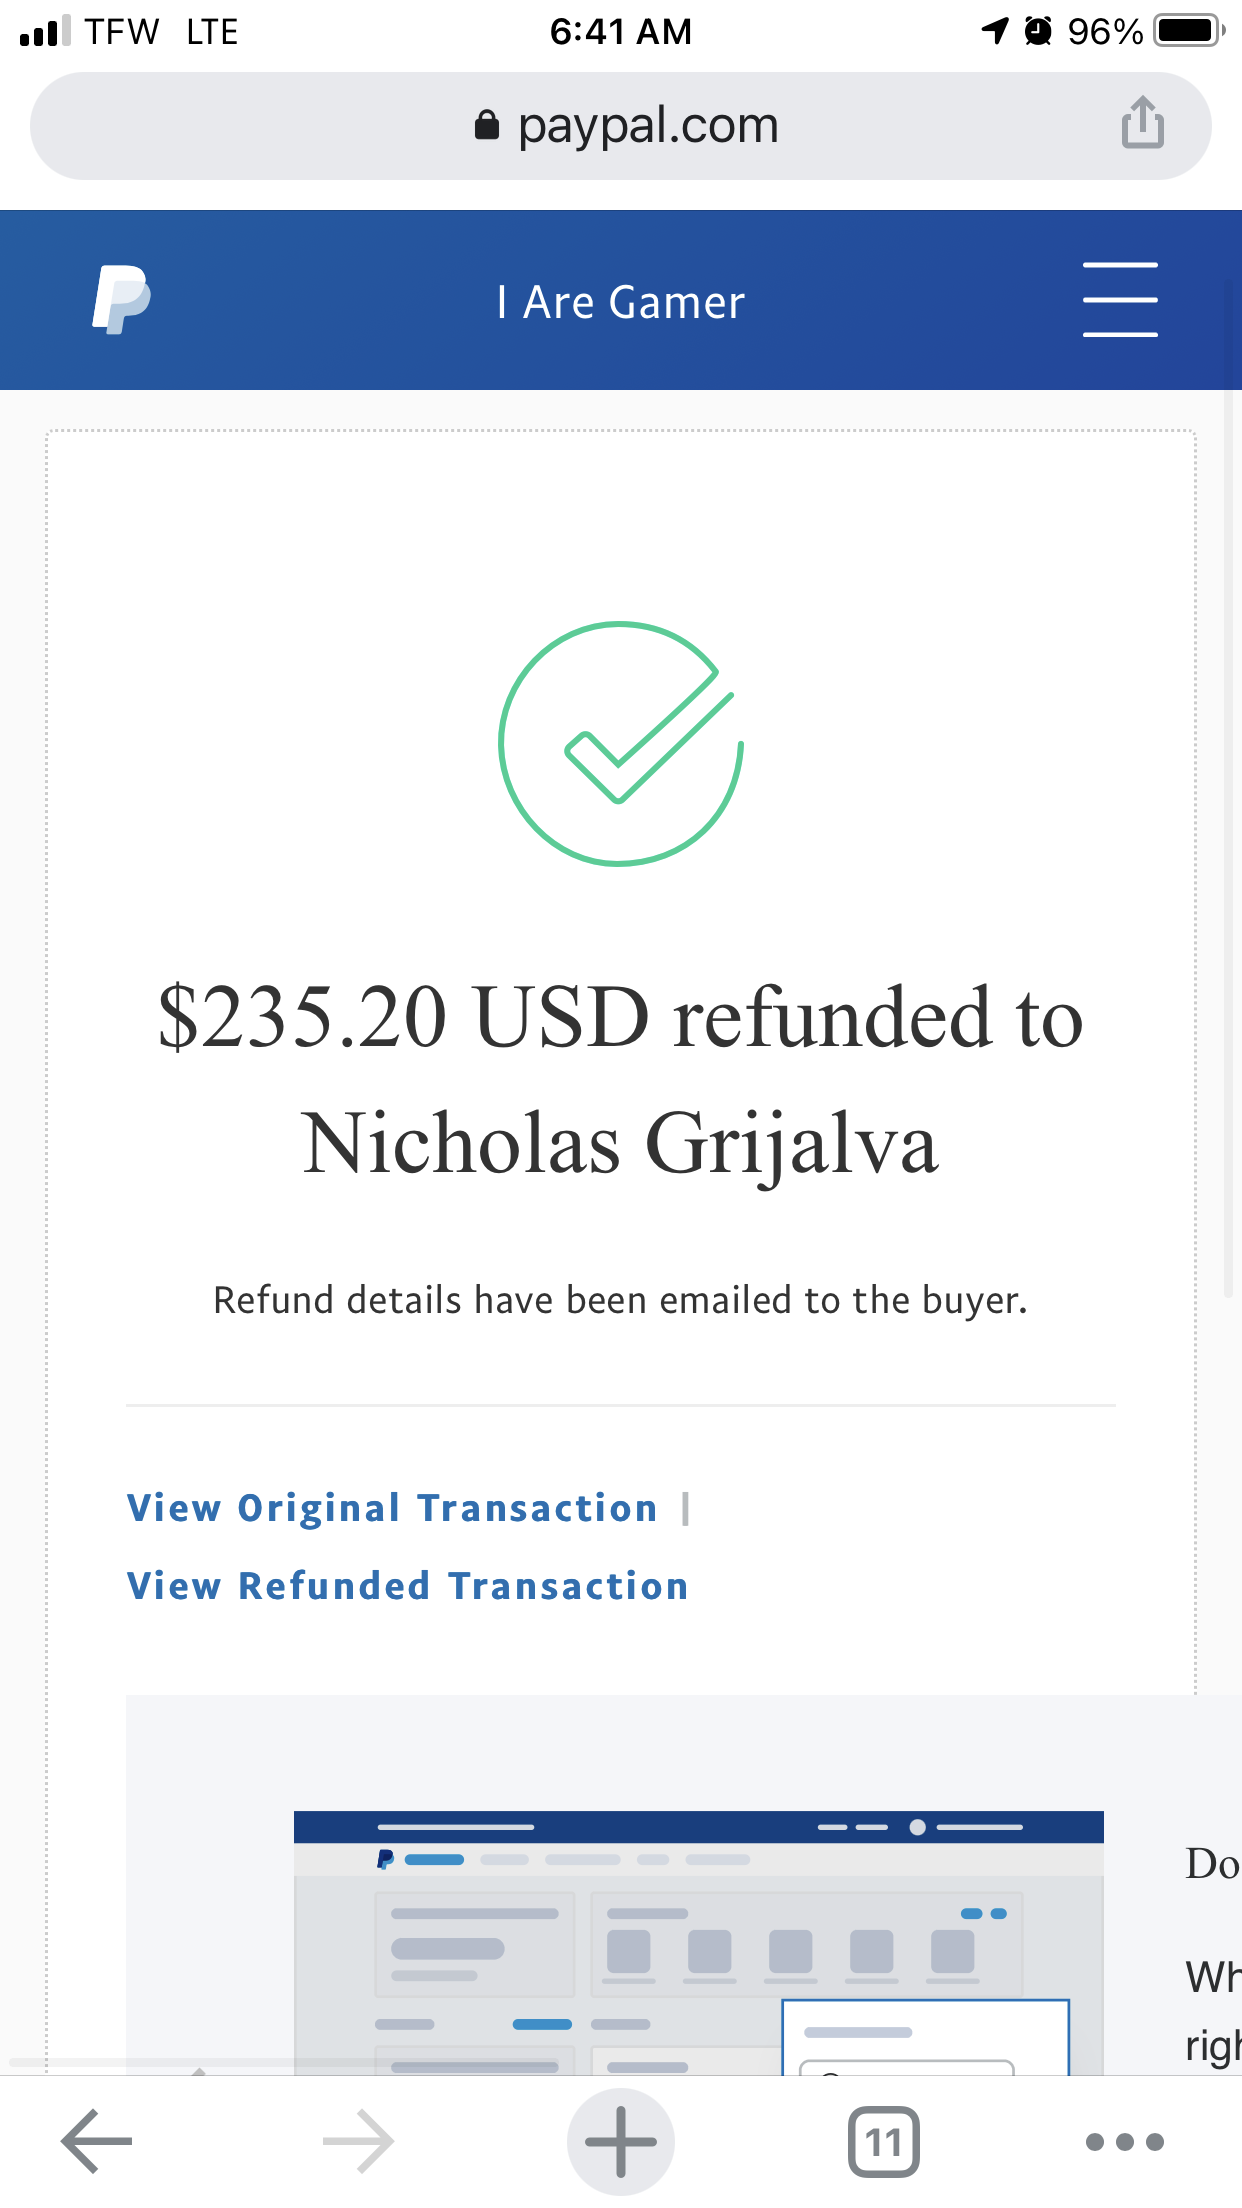 TFW LTE 6:41 AM 96%
paypal.com
I Are Gamer
$235.20 USD refunded to
Nicholas Grijalva
Refund details have been emailed to the buyer.
View Original Transaction |
View Refunded Transaction
Do
Wh
righ
11